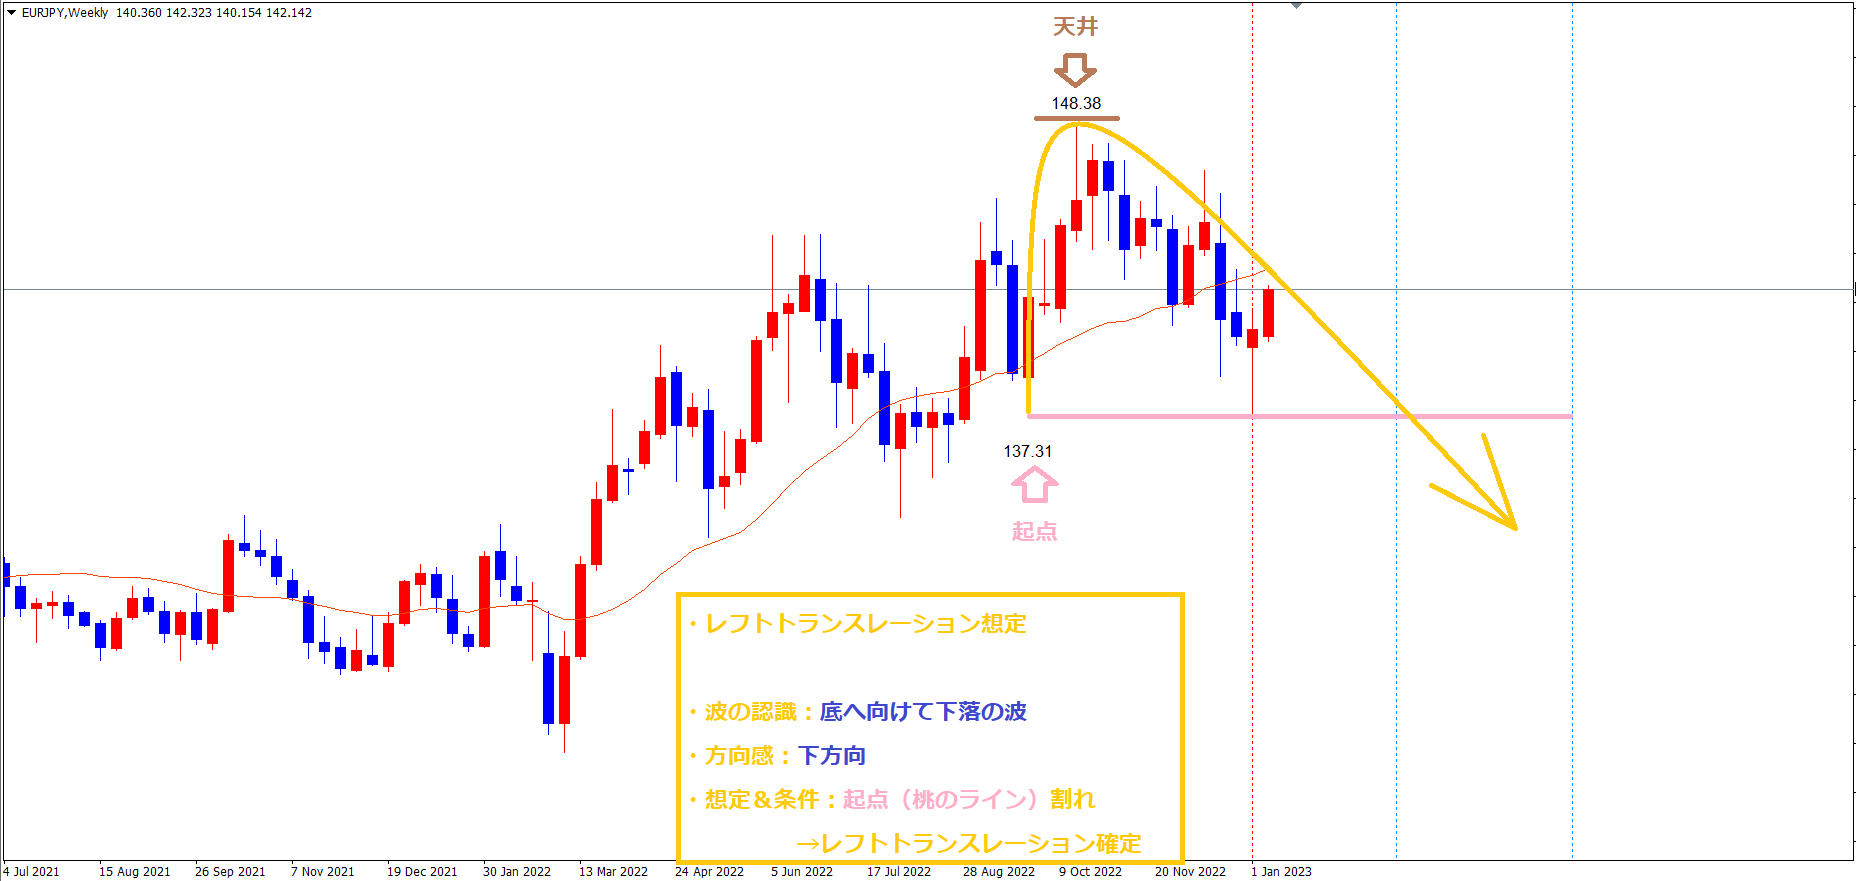 EURJPY,Weekly 140.360 142.323 140.154 142.142
天井
148.38
137.31
起点
・レフトトランスレーション想定
・波の認識：底へ向けて下落の波
・方向感：下方向
・想定＆条件：起点（桃のライン）割れ
→レフトトランスレーション確定
4 Jul 2021 15 Aug 2021 26 Sep 2021 7 Nov 2021 19 Dec 2021 30 Jan 2022 13 Mar 2022 24 Apr 2022 5 Jun 2022 17 Jul 2022 28 Aug 2022 9 Oct 2022 20 Nov 2022 1 Jan 2023